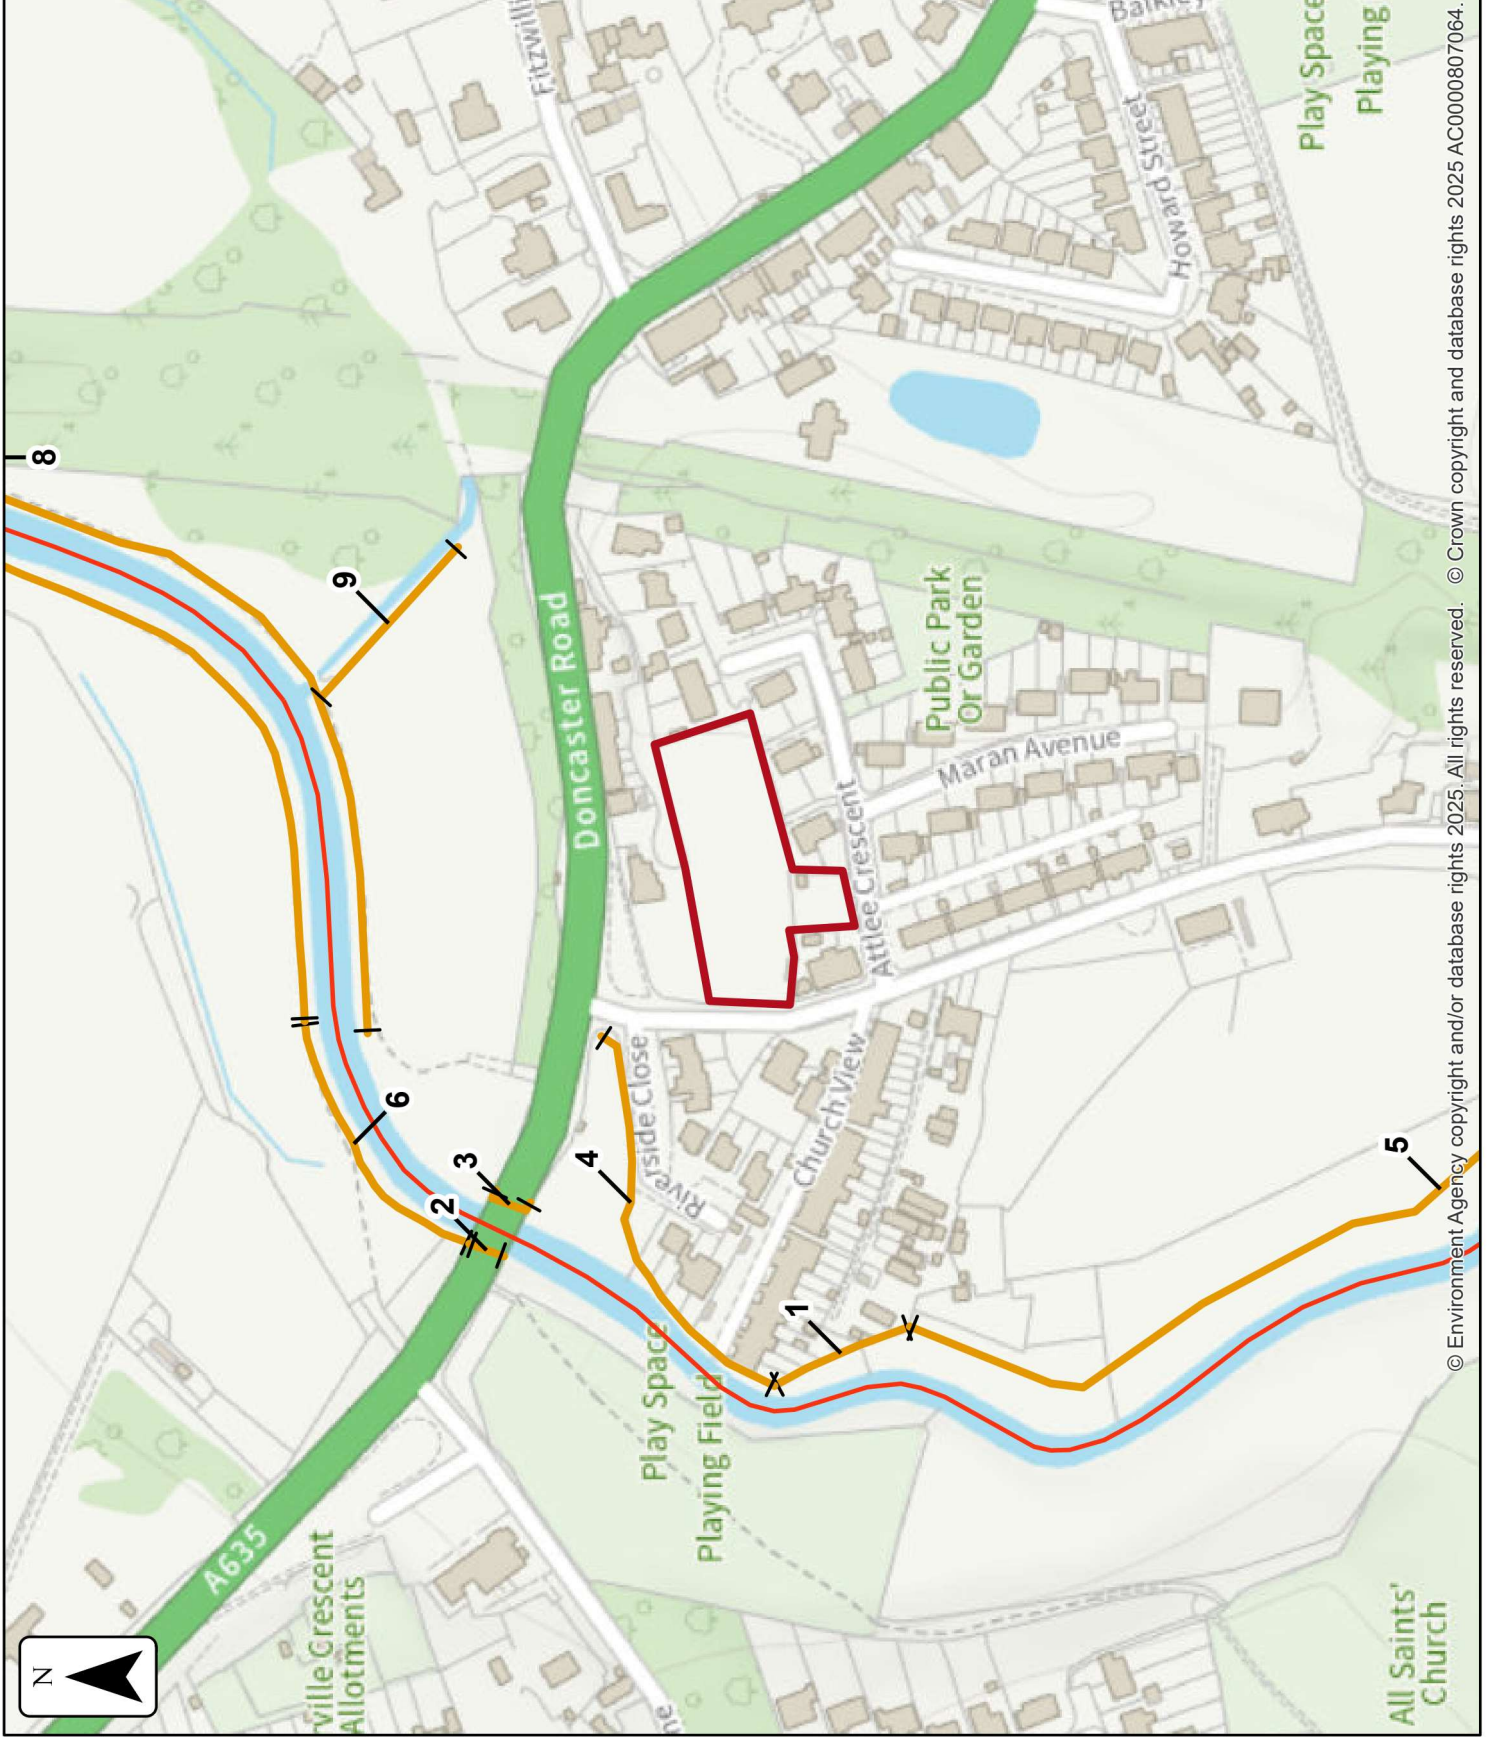 N
A635
ville Crescent
Allotments
8
9
6
3
2
4
1
5
Fitzwilli
Doncaster Road
Play Space
Playing Field
Riverside Close
Church View
Attlee Crescent
Maran Avenue
Public Park
Or Garden
Howard Street
Play Space
Playing
All Saints'
Church
ne
© Environment Agency copyright and/or database rights 2025. All rights reserved. © Crown copyright and database rights 2025 AC0000807064.